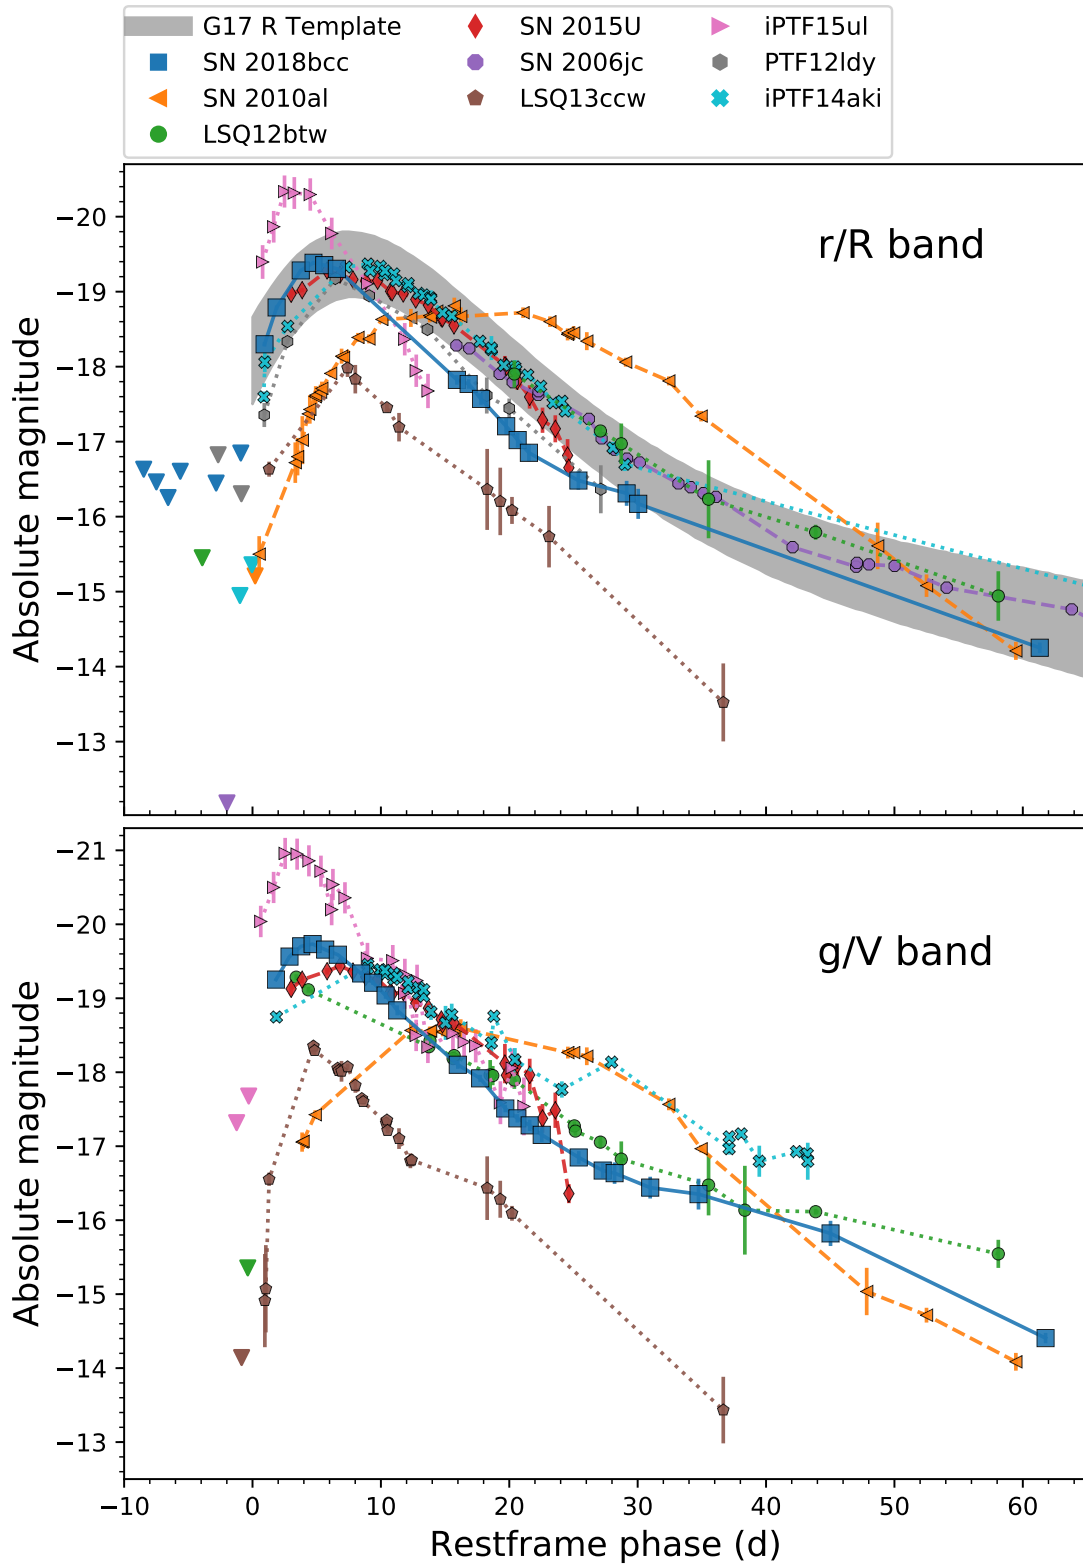 G17 R Template
SN 2018bcc
SN 2010al
LSQ12btw
SN 2015U
SN 2006jc
LSQ13ccw
iPTF15ul
PTF12ldy
iPTF14aki
r/R band
Absolute magnitude
−20
−19
−18
−17
−16
−15
−14
−13
g/V band
Absolute magnitude
−21
−20
−19
−18
−17
−16
−15
−14
−13
−10 0 10 20 30 40 50 60
Restframe phase (d)